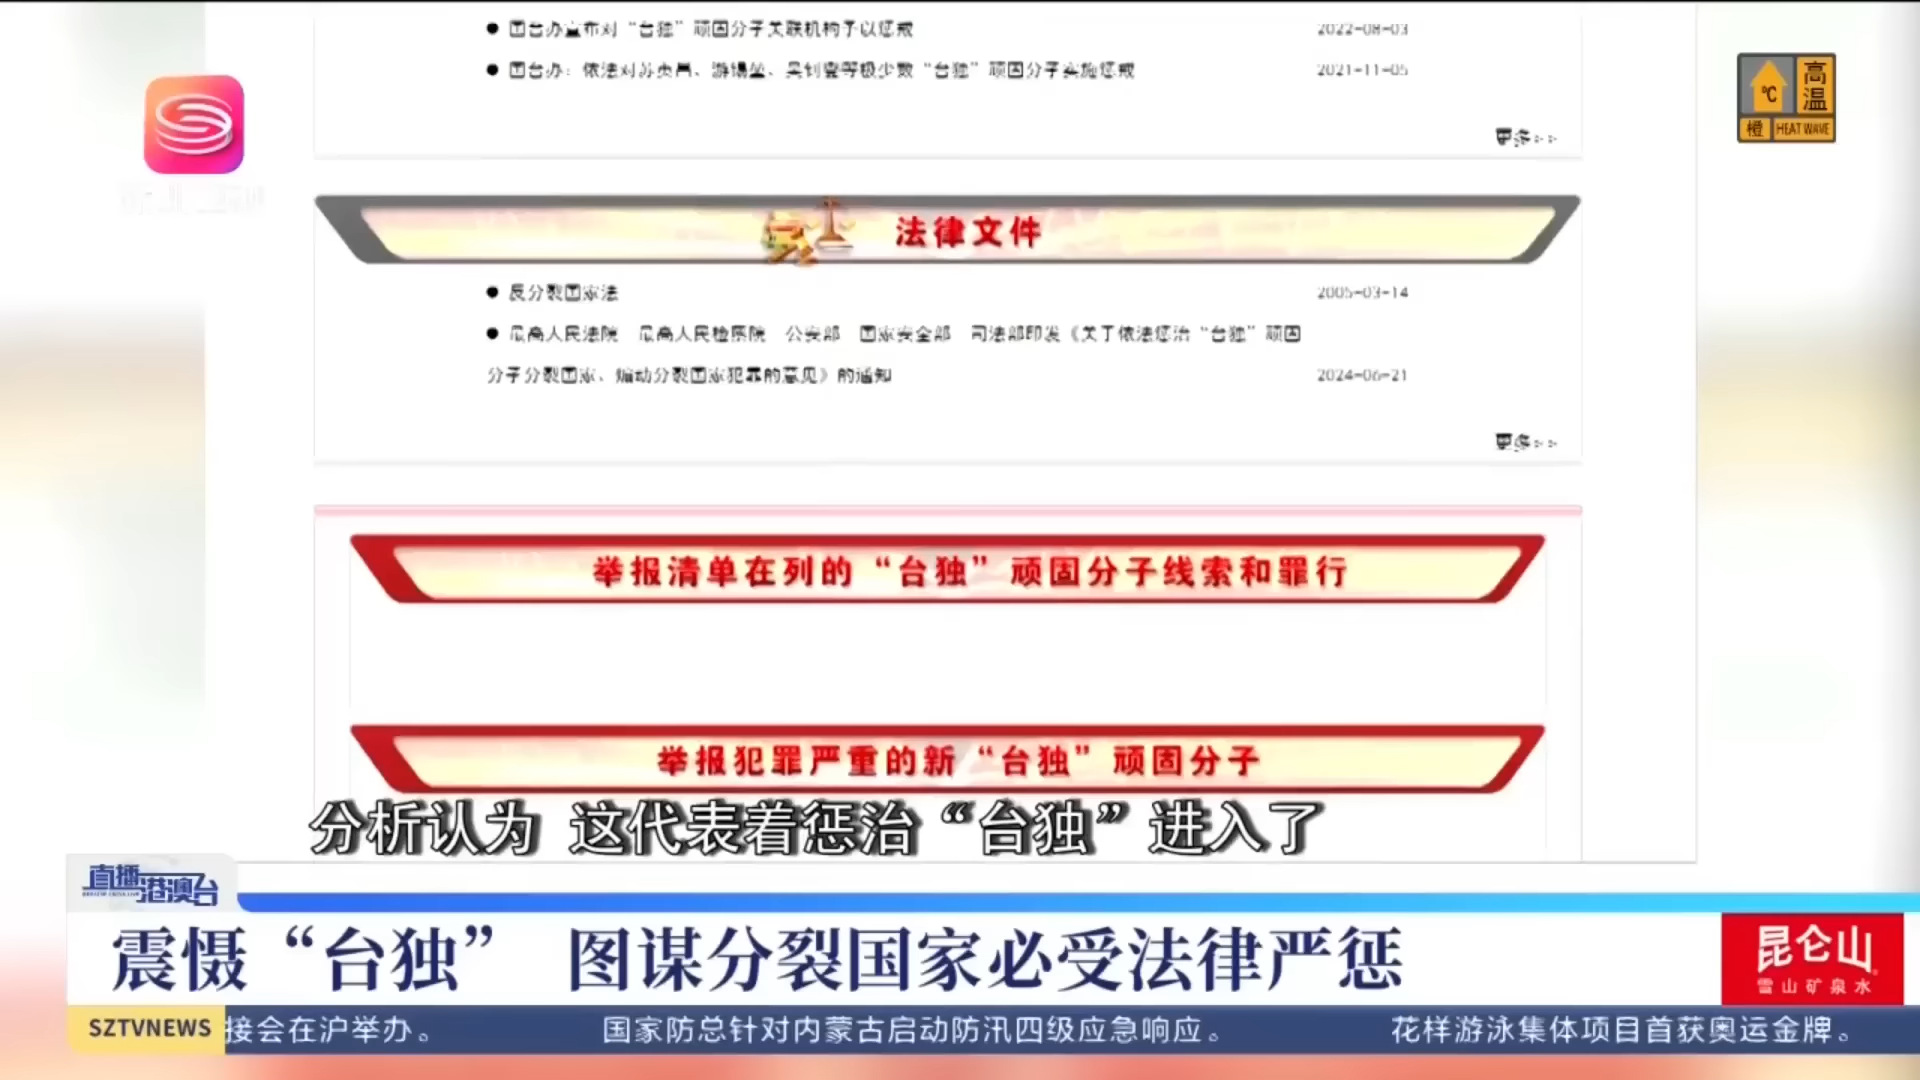 国台办宣布对“台独”顽固分子关联机构予以惩戒 2022-08-03
国台办：依法对苏贞昌、游锡堃、吴钊燮等极少数“台独”顽固分子实施惩戒 2021-11-05
更多>>
℃ 高温
橙 HEAT WAVE
法律文件
反分裂国家法 2005-03-14
最高人民法院 最高人民检察院 公安部 国家安全部 司法部印发《关于依法惩治“台独”顽固
分子分裂国家、煽动分裂国家犯罪的意见》的通知 2024-06-21
更多>>
举报清单在列的“台独”顽固分子线索和罪行
举报犯罪严重的新“台独”顽固分子
分析认为 这代表着惩治“台独”进入了
直播港澳台
震慑“台独” 图谋分裂国家必受法律严惩
昆仑山
雪山矿泉水
SZTVNEWS 接会在沪举办。 国家防总针对内蒙古启动防汛四级应急响应。 花样游泳集体项目首获奥运金牌。